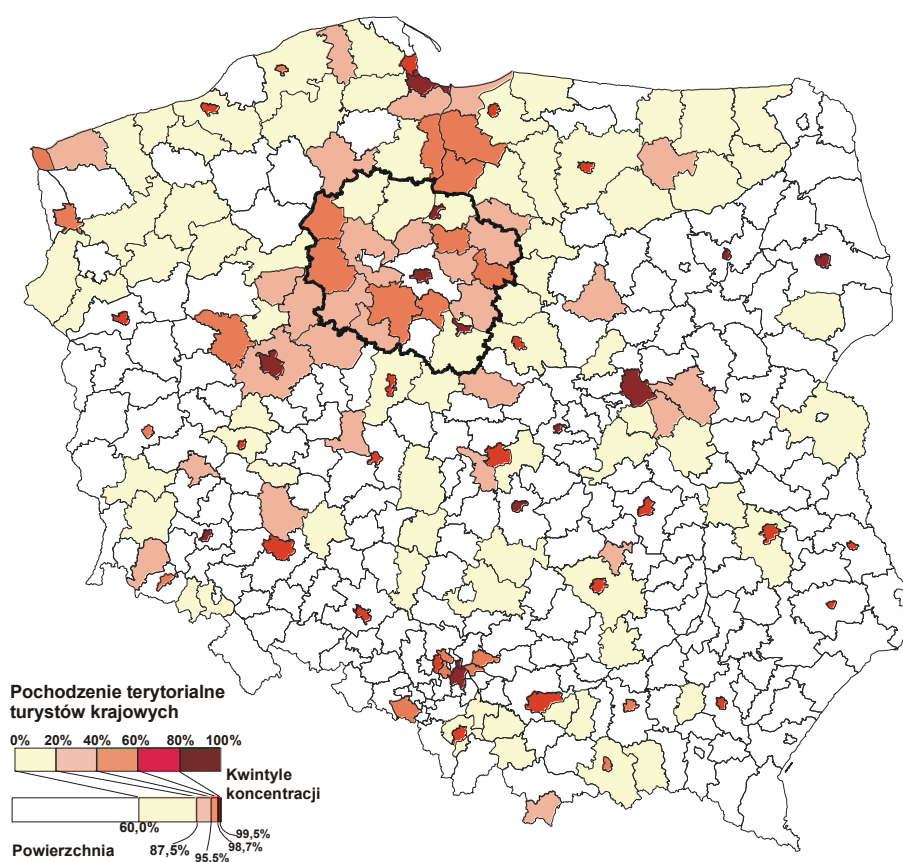 Pochodzenie terytorialne
turystów krajowych
0% 20% 40% 60% 80% 100%
Kwintyle
koncentracji
60,0%
99,5%
Powierzchnia 87,5% 98,7%
95,5%